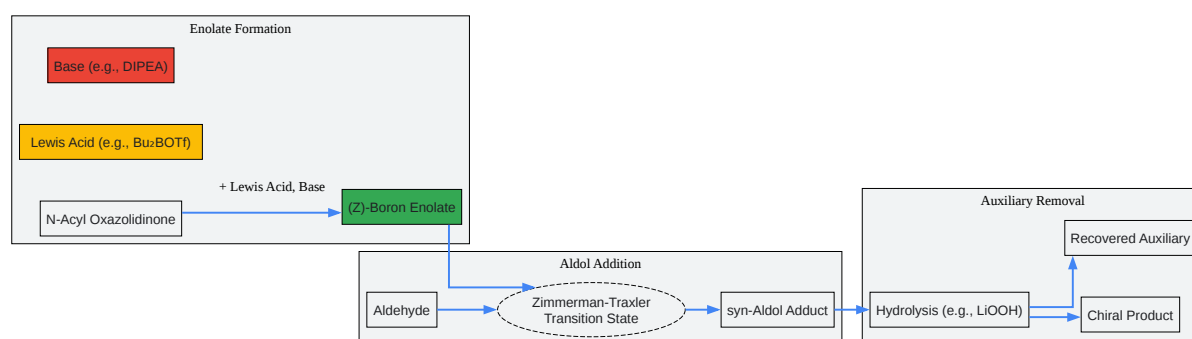 Enolate Formation
Base (e.g., DIPEA)
Lewis Acid (e.g., Bu₂BOTf)
+ Lewis Acid, Base
N-Acyl Oxazolidinone
(Z)-Boron Enolate
Aldol Addition
Aldehyde
Zimmerman-Traxler
Transition State
syn-Aldol Adduct
Auxiliary Removal
Recovered Auxiliary
Hydrolysis (e.g., LiOOH)
Chiral Product